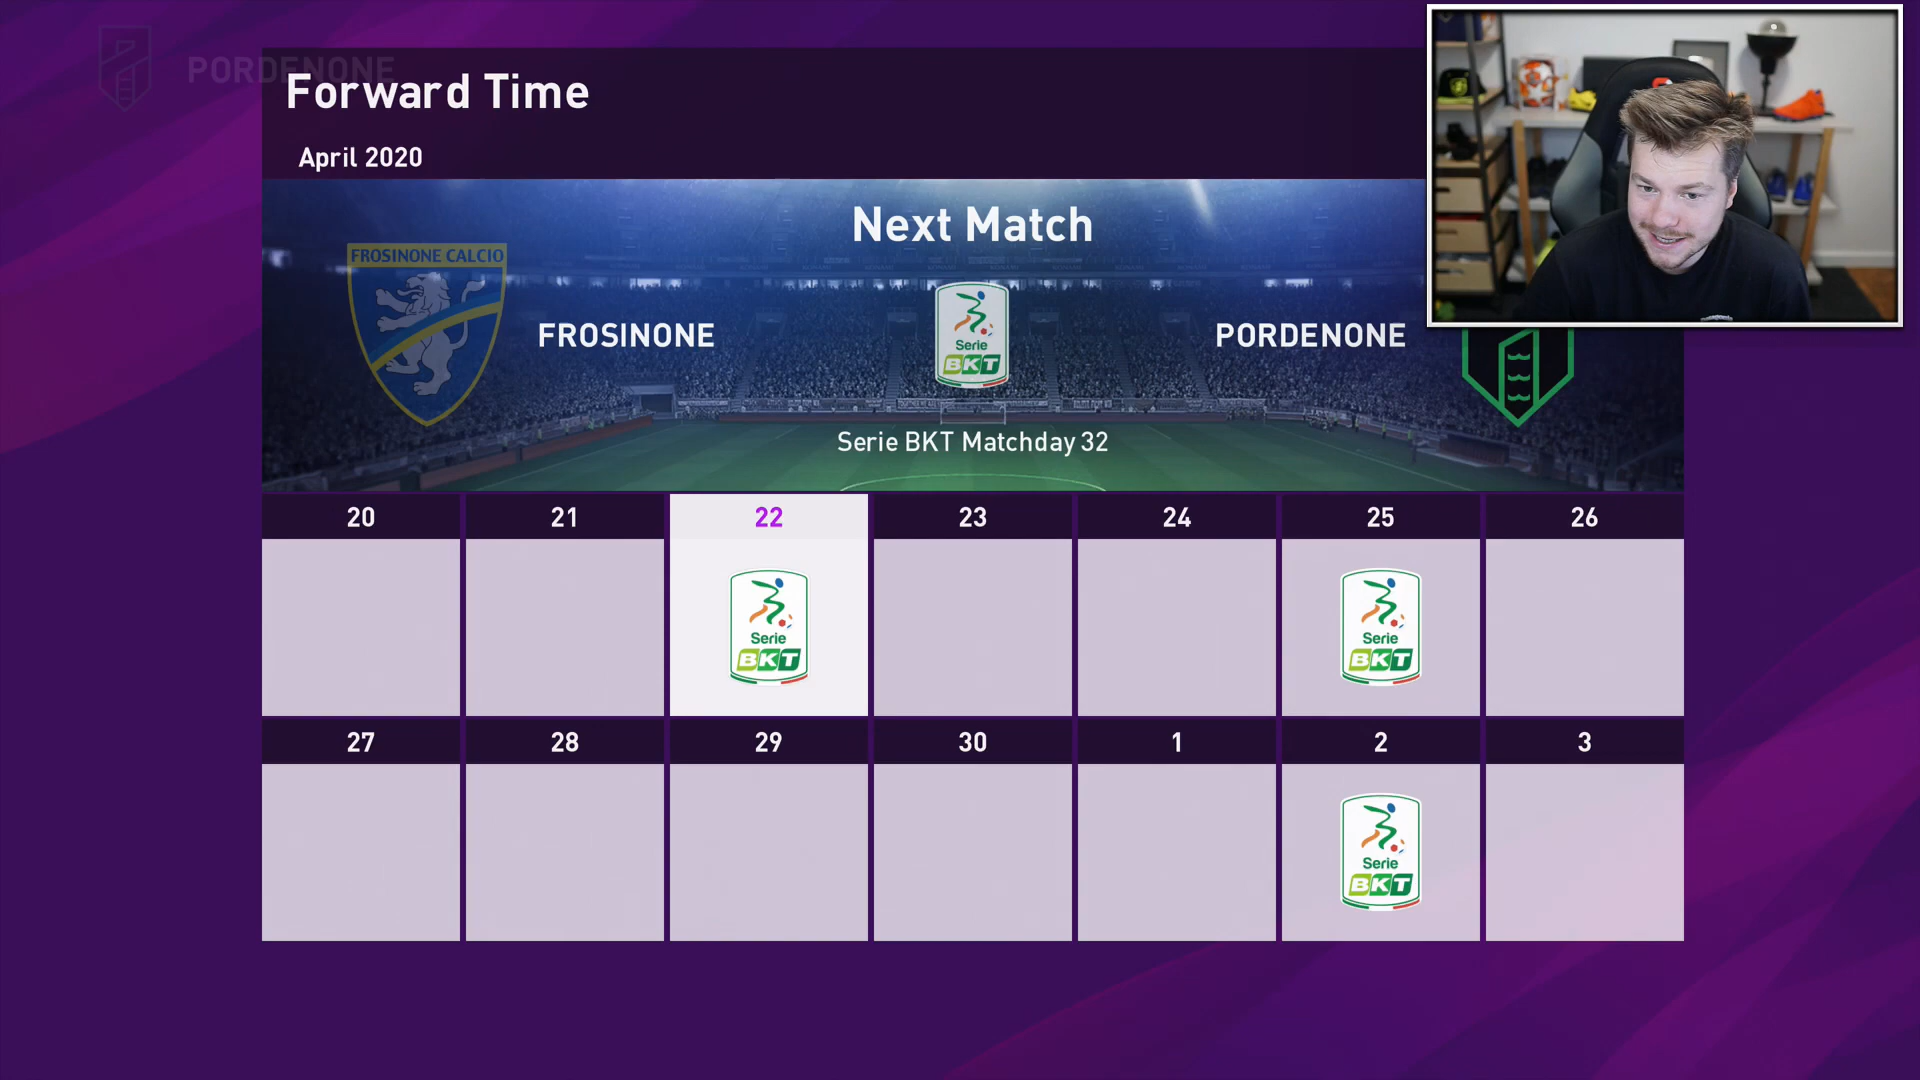 PORDENONE
Forward Time
April 2020
Next Match
FROSINONE CALCIO
FROSINONE
Serie
BKT
PORDENONE
Serie BKT Matchday 32
20 21 22 23 24 25 26
Serie
BKT
Serie
BKT
27 28 29 30 1 2 3
Serie
BKT